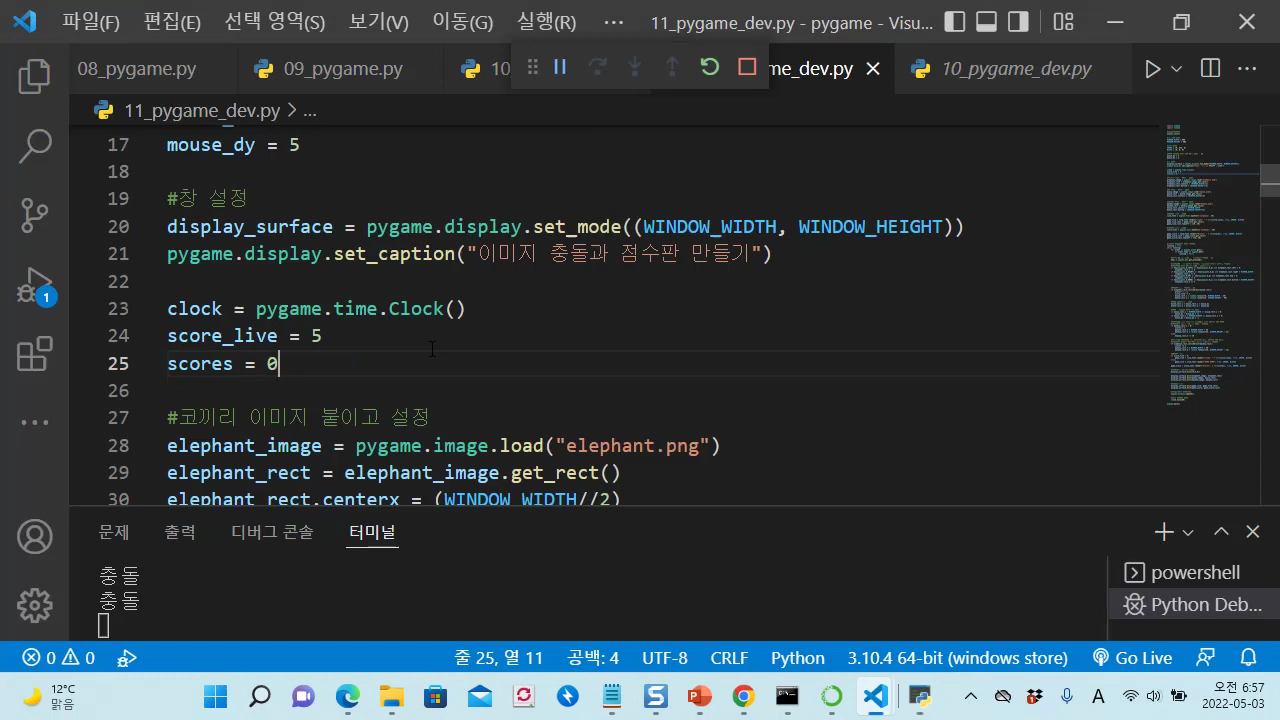 파일(F) 편집(E) 선택 영역(S) 보기(V) 이동(G) 실행(R) ··· 11_pygame_dev.py - pygame - Visu...
08_pygame.py 09_pygame.py 10 me_dev.py 10_pygame_dev.py ···
11_pygame_dev.py > ...
17 mouse_dy = 5
18
19 #창 설정
20 display_surface = pygame.display.set_mode((WINDOW_WIDTH, WINDOW_HEIGHT))
21 pygame.display.set_caption("이미지 충돌과 점수판 만들기")
22
23 clock = pygame.time.Clock()
24 score_live = 5
25 scores = 0
26
27 #코끼리 이미지 붙이고 설정
28 elephant_image = pygame.image.load("elephant.png")
29 elephant_rect = elephant_image.get_rect()
30 elephant_rect.centerx = (WINDOW_WIDTH//2)
1
문제 출력 디버그 콘솔 터미널
충돌
충돌
powershell
Python Deb...
0 0 줄 25, 열 11 공백: 4 UTF-8 CRLF Python 3.10.4 64-bit (windows store) Go Live
12°C
맑음
A
오전 6:57
2022-05-03